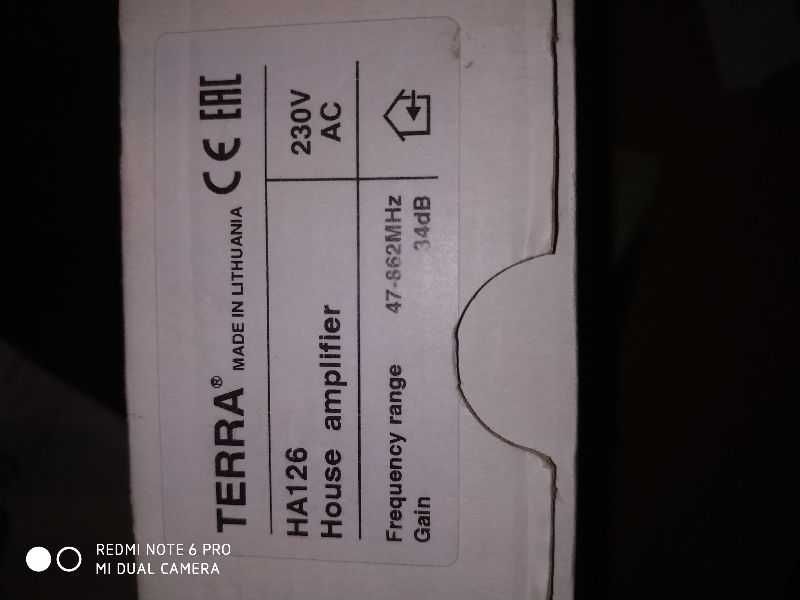 TERRA® MADE IN LITHUANIA CE EAC
HA126
House amplifier
230V
AC
Frequency range 47-862MHz
Gain 34dB
REDMI NOTE 6 PRO
MI DUAL CAMERA